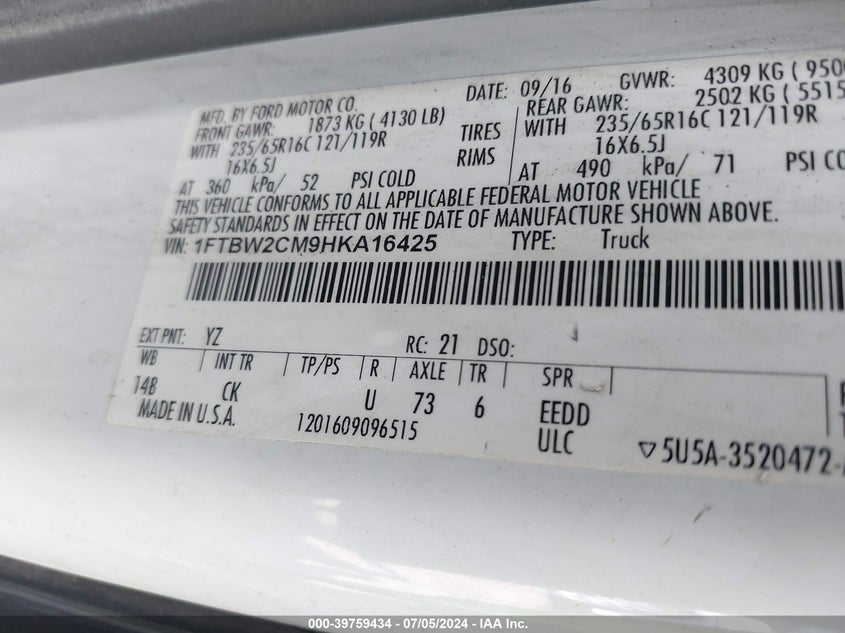 MFD. BY FORD MOTOR CO.
DATE: 09/16 GVWR: 4309 KG ( 950
FRONT GAWR: 1873 KG ( 4130 LB)
REAR GAWR: 2502 KG ( 5515
WITH 235/65R16C 121/119R TIRES
WITH 235/65R16C 121/119R
16X6.5J RIMS
16X6.5J
AT 360 kPa/ 52 PSI COLD
AT 490 kPa/ 71 PSI CO
THIS VEHICLE CONFORMS TO ALL APPLICABLE FEDERAL MOTOR VEHICLE
SAFETY STANDARDS IN EFFECT ON THE DATE OF MANUFACTURE SHOWN ABOVE.
VIN: 1FTBW2CM9HKA16425 TYPE: Truck
EXT PNT: YZ RC: 21 DSO:
WB INT TR TP/PS R AXLE TR SPR
148 CK U 73 6 EEDD
MADE IN U.S.A. 1201609096515 ULC
▽5U5A-3520472-
000-39759434 | 07/05/2024 - IAA Inc.